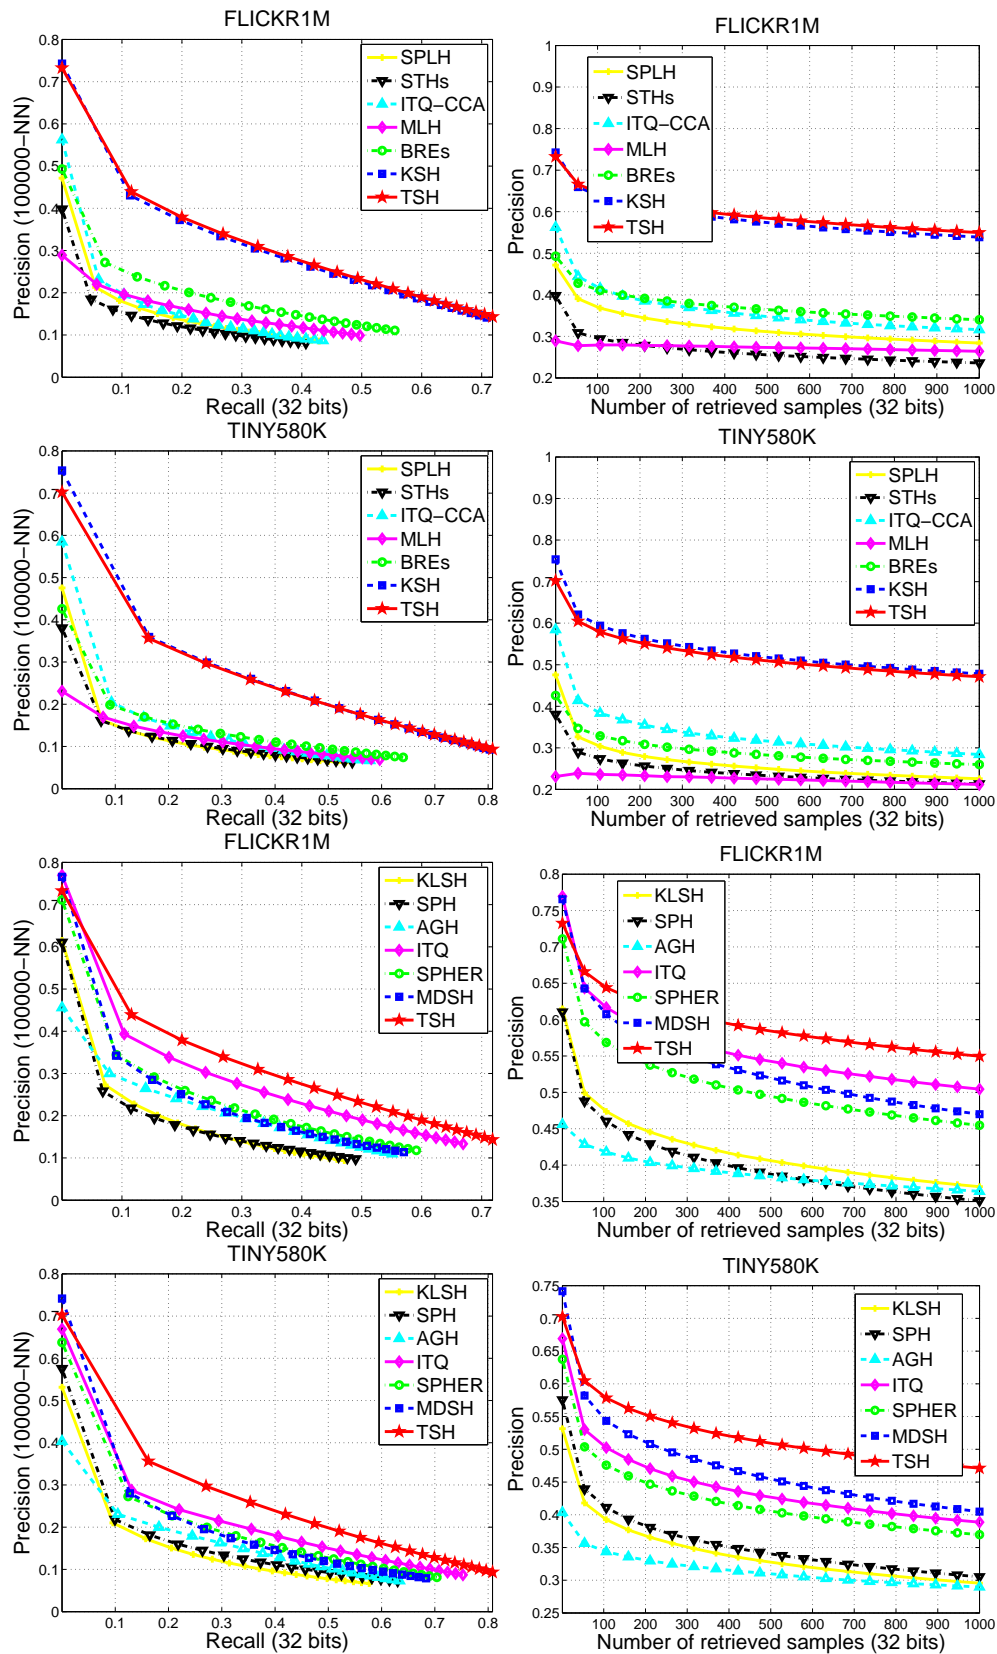 FLICKR1M
Precision (100000–NN)
0.8
0.7
0.6
0.5
0.4
0.3
0.2
0.1
0
SPLH
STHs
ITQ–CCA
MLH
BREs
KSH
TSH
0.1 0.2 0.3 0.4 0.5 0.6 0.7
Recall (32 bits)
FLICKR1M
Precision
1
0.9
0.8
0.7
0.6
0.5
0.4
0.3
0.2
SPLH
STHs
ITQ–CCA
MLH
BREs
KSH
TSH
100 200 300 400 500 600 700 800 900 1000
Number of retrieved samples (32 bits)
TINY580K
Precision (100000–NN)
0.8
0.7
0.6
0.5
0.4
0.3
0.2
0.1
0
SPLH
STHs
ITQ–CCA
MLH
BREs
KSH
TSH
0.1 0.2 0.3 0.4 0.5 0.6 0.7 0.8
Recall (32 bits)
TINY580K
Precision
1
0.9
0.8
0.7
0.6
0.5
0.4
0.3
0.2
SPLH
STHs
ITQ–CCA
MLH
BREs
KSH
TSH
100 200 300 400 500 600 700 800 900 1000
Number of retrieved samples (32 bits)
FLICKR1M
Precision (100000–NN)
0.8
0.7
0.6
0.5
0.4
0.3
0.2
0.1
0
KLSH
SPH
AGH
ITQ
SPHER
MDSH
TSH
0.1 0.2 0.3 0.4 0.5 0.6 0.7
Recall (32 bits)
FLICKR1M
Precision
0.8
0.75
0.7
0.65
0.6
0.55
0.5
0.45
0.4
0.35
KLSH
SPH
AGH
ITQ
SPHER
MDSH
TSH
100 200 300 400 500 600 700 800 900 1000
Number of retrieved samples (32 bits)
TINY580K
Precision (100000–NN)
0.8
0.7
0.6
0.5
0.4
0.3
0.2
0.1
0
KLSH
SPH
AGH
ITQ
SPHER
MDSH
TSH
0.1 0.2 0.3 0.4 0.5 0.6 0.7 0.8
Recall (32 bits)
TINY580K
Precision
0.75
0.7
0.65
0.6
0.55
0.5
0.45
0.4
0.35
0.3
0.25
KLSH
SPH
AGH
ITQ
SPHER
MDSH
TSH
100 200 300 400 500 600 700 800 900 1000
Number of retrieved samples (32 bits)